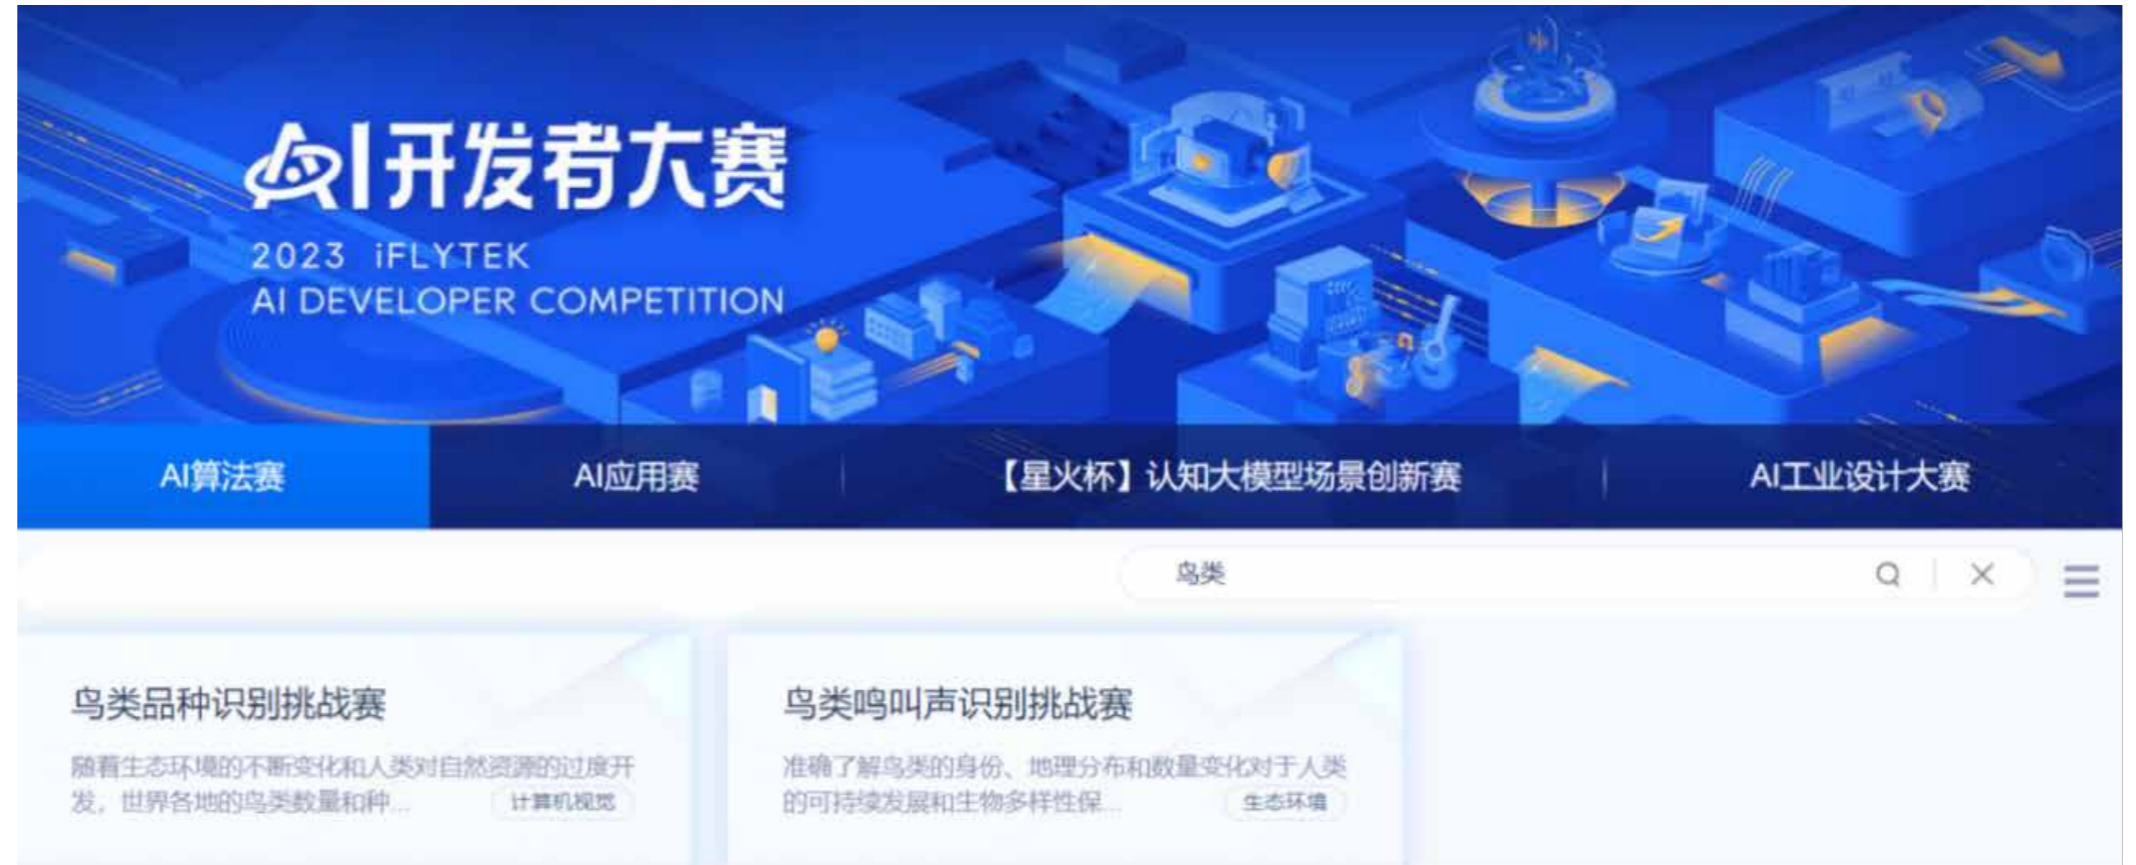 AI开发者大赛
2023 iFLYTEK
AI DEVELOPER COMPETITION
AI算法赛
AI应用赛
【星火杯】认知大模型场景创新赛
AI工业设计大赛
鸟类
鸟类品种识别挑战赛
随着生态环境的不断变化和人类对自然资源的过度开
发，世界各地的鸟类数量和种...
计算机视觉
鸟类鸣叫声识别挑战赛
准确了解鸟类的身份、地理分布和数量变化对于人类
的可持续发展和生物多样性保...
生态环境